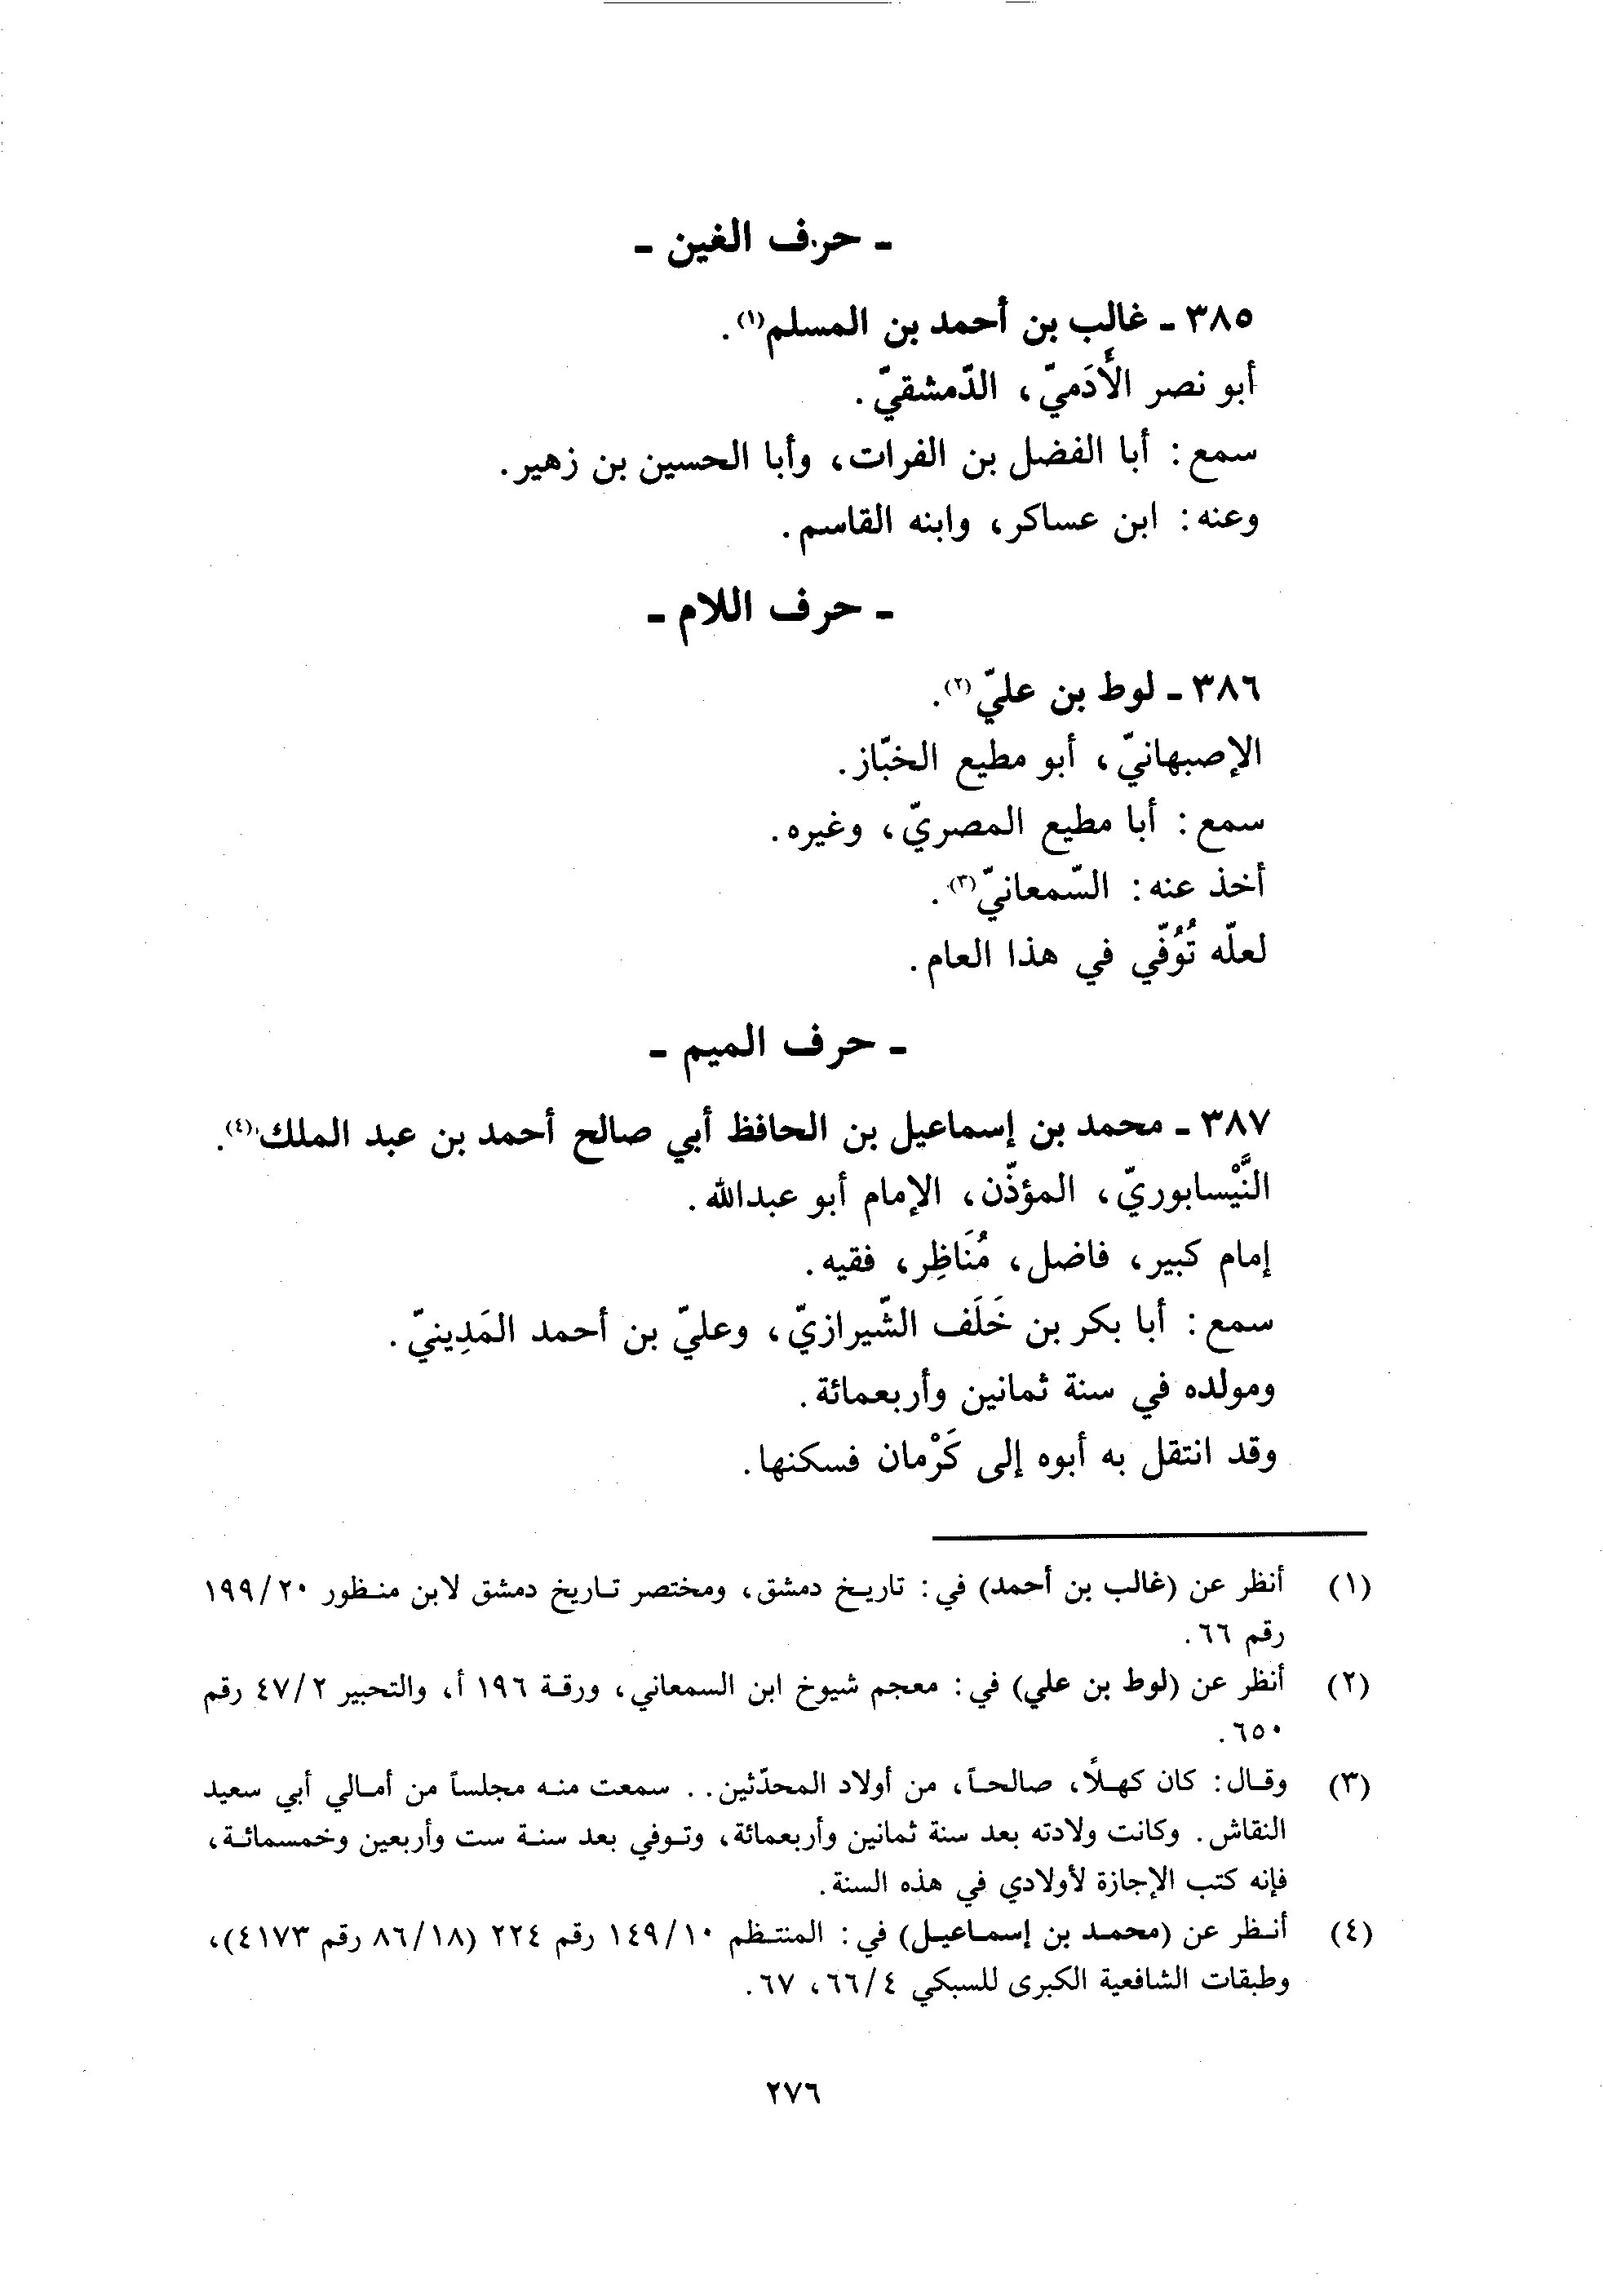 ـ حرف الغين ـ
٣٨٥ ـ غالب بن أحمد بن المسلم(١).
أبو نصر الأَدَميّ، الدّمشقيّ.
سمع: أبا الفضل بن الفرات، وأبا الحسين بن زهير.
وعنه: ابن عساكر، وابنه القاسم.
ـ حرف اللام ـ
٣٨٦ ـ لوط بن عليّ(٢).
الإصبهانيّ، أبو مطيع الخبّاز.
سمع: أبا مطيع المصريّ، وغيره.
أخذ عنه: السّمعانيّ(٣).
لعلّه تُوُفّي في هذا العام.
ـ حرف الميم ـ
٣٨٧ ـ محمد بن إسماعيل بن الحافظ أبي صالح أحمد بن عبد الملك(٤).
النَّيْسابوريّ، المؤذّن، الإمام أبو عبدالله.
إمام كبير، فاضل، مُنَاظِر، فقيه.
سمع: أبا بكر بن خَلَف الشّيرازيّ، وعليّ بن أحمد المَدِينيّ.
ومولده في سنة ثمانين وأربعمائة.
وقد انتقل به أبوه إلى كَرْمان فسكنها.
(١) أنظر عن (غالب بن أحمد) في: تاريخ دمشق، ومختصر تاريخ دمشق لابن منظور ١٩٩/٢٠
رقم ٦٦.
(٢) أنظر عن (لوط بن علي) في: معجم شيوخ ابن السمعاني، ورقة ١٩٦ أ، والتحبير ٤٧/٢ رقم
٦٥٠.
(٣) وقال: كان كهلًا، صالحاً، من أولاد المحدّثين.. سمعت منه مجلساً من أمالي أبي سعيد
النقاش. وكانت ولادته بعد سنة ثمانين وأربعمائة، وتوفي بعد سنة ست وأربعين وخمسمائة،
فإنه كتب الإجازة لأولادي في هذه السنة.
(٤) أنظر عن (محمد بن إسماعيل) في: المنتظم ١٤٩/١٠ رقم ٢٢٤ (٨٦/١٨ رقم ٤١٧٣)،
وطبقات الشافعية الكبرى للسبكي ٦٦/٤، ٦٧.
٢٧٦